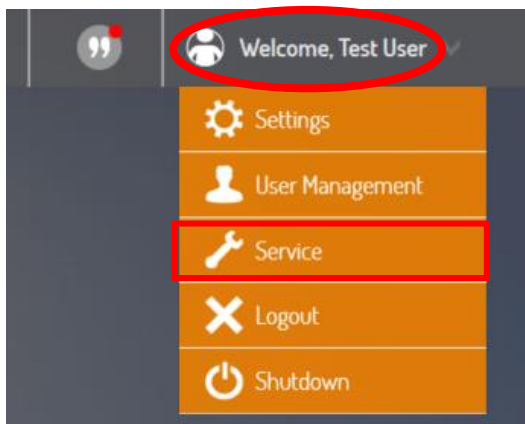 Welcome, Test User
Settings
User Management
Service
Logout
Shutdown